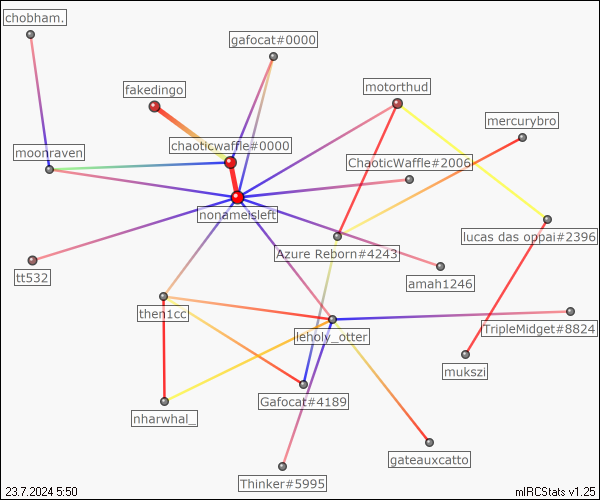 chobham.
gafocat#0000
fakedingo
motorthud
mercurybro
moonraven
chaoticwaffle#0000
ChaoticWaffle#2006
nonameisleft
lucas das oppai#2396
Azure Reborn#4243
tt532
amah1246
then1cc
leholy_otter
TripleMidget#8824
mukszi
Gafocat#4189
nharwhal_
gateauxcatto
Thinker#5995
23.7.2024 5:50
mIRCStats v1.25